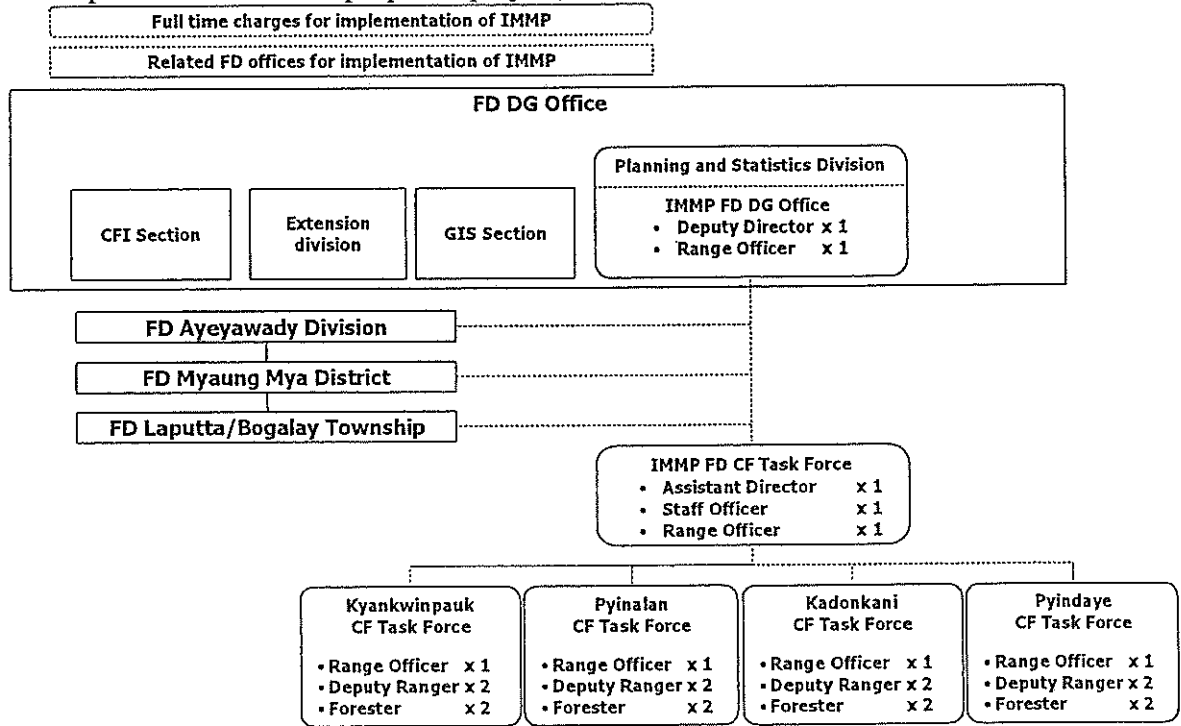 Full time charges for implementation of IMMP
Related FD offices for implementation of IMMP
FD DG Office
CFI Section
Extension
division
GIS Section
Planning and Statistics Division
IMMP FD DG Office
• Deputy Director x 1
• Range Officer x 1
FD Ayeyawady Division
FD Myaung Mya District
FD Laputta/Bogalay Township
IMMP FD CF Task Force
• Assistant Director x 1
• Staff Officer x 1
• Range Officer x 1
Kyankwinpauk
CF Task Force
• Range Officer x 1
• Deputy Ranger x 2
• Forester x 2
Pyinalan
CF Task Force
• Range Officer x 1
• Deputy Ranger x 2
• Forester x 2
Kadonkani
CF Task Force
• Range Officer x 1
• Deputy Ranger x 2
• Forester x 2
Pyindaye
CF Task Force
• Range Officer x 1
• Deputy Ranger x 2
• Forester x 2